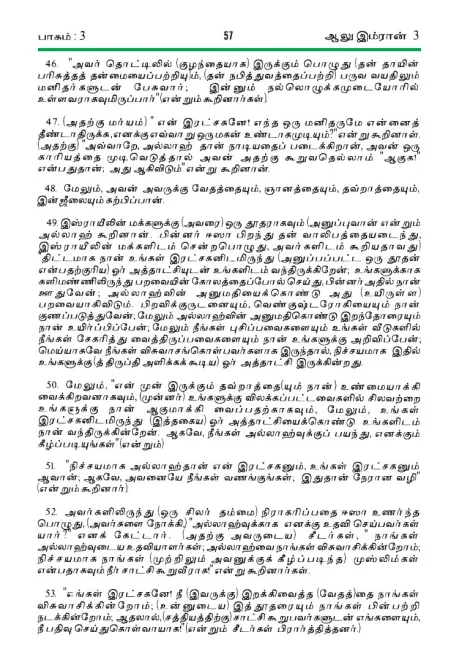 பாகம் : 3 57 ஆலு இம்ரான் 3
46. "அவர் தொட்டிலில் (குழந்தையாக) இருக்கும் பொழுது (தன் தாயின்
பரிசுத்தத் தன்மையைப்பற்றியு)ம், (தன் நபித்துவத்தைப்பற்றி) பருவ வயதிலும்
மனிதர்களுடன் பேசுவார்; இன்னும் நல்லொழுக்கமுடையோரில்
உள்ளவராகவுமிருப்பார்" (என்றும் கூறினார்கள்).
47. (அதற்கு மர்யம்) " என் இரட்சகனே! எந்த ஒரு மனிதருமே என்னைத்
தீண்டாதிருக்க, எனக்கு எவ்வாறு ஒரு மகன் உண்டாகமுடியும்?" என்று கூறினாள்.
(அதற்கு) "அவ்வாறே, அல்லாஹ் தான் நாடியதைப் படைக்கிறான், அவன் ஒரு
காரியத்தை முடிவெடுத்தால் அவன் அதற்கு கூறுவதெல்லாம் "ஆகுக!"
என்பதுதான்; அது ஆகிவிடும்" என்று கூறினான்.
48. மேலும், அவன் அவருக்கு வேதத்தையும், ஞானத்தையும், தவ்றாத்தையும்,
இன்ஜீலையும் கற்பிப்பான்.
49. இஸ்ராயீலின் மக்களுக்கு (அவரை) ஒரு தூதராகவும் (அனுப்புவான் என்றும்
அல்லாஹ் கூறினான். பின்னர் ஈஸா பிறந்து தன் வாலிபத்தையடைந்து,
இஸ்ராயீலின் மக்களிடம் சென்றபொழுது, அவர்களிடம் கூறியதாவது)
"திட்டமாக நான் உங்கள் இரட்சகனிடமிருந்து (அனுப்பப்பட்ட ஒரு தூதன்
என்பதற்குரிய) ஓர் அத்தாட்சியுடன் உங்களிடம் வந்திருக்கிறேன்; உங்களுக்காக
களிமண்ணிலிருந்து பறவையின் கோலத்தைப்போல் செய்து, பின்னர் அதில் நான்
ஊதுவேன்; அல்லாஹ்வின் அனுமதியைக்கொண்டு அது (உயிருள்ள)
பறவையாகிவிடும். பிறவிக்குருடனையும், வெண்குஷ்டரோகியையும் நான்
குணப்படுத்துவேன்; மேலும் அல்லாஹ்வின் அனுமதிகொண்டு இறந்தோரையும்
நான் உயிர்ப்பிப்பேன்; மேலும் நீங்கள் புசிப்பவைகளையும் உங்கள் வீடுகளில்
நீங்கள் சேகரித்து வைத்திருப்பவைகளையும் நான் உங்களுக்கு அறிவிப்பேன்;
மெய்யாகவே நீங்கள் விசுவாசங்கொள்பவர்களாக இருந்தால், நிச்சயமாக இதில்
உங்களுக்கு(த் திருப்தி அளிக்கக்கூடிய) ஓர் அத்தாட்சி இருக்கின்றது.
50. மேலும், "என் முன் இருக்கும் தவ்றாத்தை(யும் நான்) உண்மையாக்கி
வைக்கிறவனாகவும், (முன்னர்) உங்களுக்கு விலக்கப்பட்டவைகளில் சிலவற்றை
உங்களுக்கு நான் ஆகுமாக்கி வைப்பதற்காகவும், மேலும், உங்கள்
இரட்சகனிடமிருந்து (இத்தகைய) ஓர் அத்தாட்சியைக்கொண்டு உங்களிடம்
நான் வந்திருக்கின்றேன். ஆகவே, நீங்கள் அல்லாஹ்வுக்குப் பயந்து, எனக்கும்
கீழ்ப்படியுங்கள்" (என்றும்)
51. "நிச்சயமாக அல்லாஹ்தான் என் இரட்சகனும், உங்கள் இரட்சகனும்
ஆவான்; ஆகவே, அவனையே நீங்கள் வணங்குங்கள்; இதுதான் நேரான வழி"
(என்றும் கூறினார்).
52. அவர்களிலிருந்து (ஒரு சிலர் தம்மை) நிராகரிப்பதை ஈஸா உணர்ந்த
பொழுது, (அவர்களை நோக்கி,) "அல்லாஹ்வுக்காக எனக்கு உதவி செய்பவர்கள்
யார்?" எனக் கேட்டார். (அதற்கு அவருடைய) சீடர்கள், " நாங்கள்
அல்லாஹ்வுடைய உதவியாளர்கள்; அல்லாஹ்வை நாங்கள் விசுவாசிக்கின்றோம்;
நிச்சயமாக நாங்கள் (முற்றிலும் அவனுக்குக் கீழ்ப்படிந்த) முஸ்லிம்கள்
என்பதாகவும் நீர் சாட்சி கூறுவீராக!" என்று கூறினார்கள்.
53. "எங்கள் இரட்சகனே! நீ (இவருக்கு) இறக்கிவைத்த (வேதத்)தை நாங்கள்
விசுவாசிக்கின்றோம்; (உன்னுடைய) இத்தூதரையும் நாங்கள் பின்பற்றி
நடக்கின்றோம்; ஆதலால், (சத்தியத்திற்கு) சாட்சி கூறுபவர்களுடன் எங்களையும்,
நீ பதிவு செய்துகொள்வாயாக!" (என்றும் சீடர்கள் பிரார்த்தித்தனர்.)